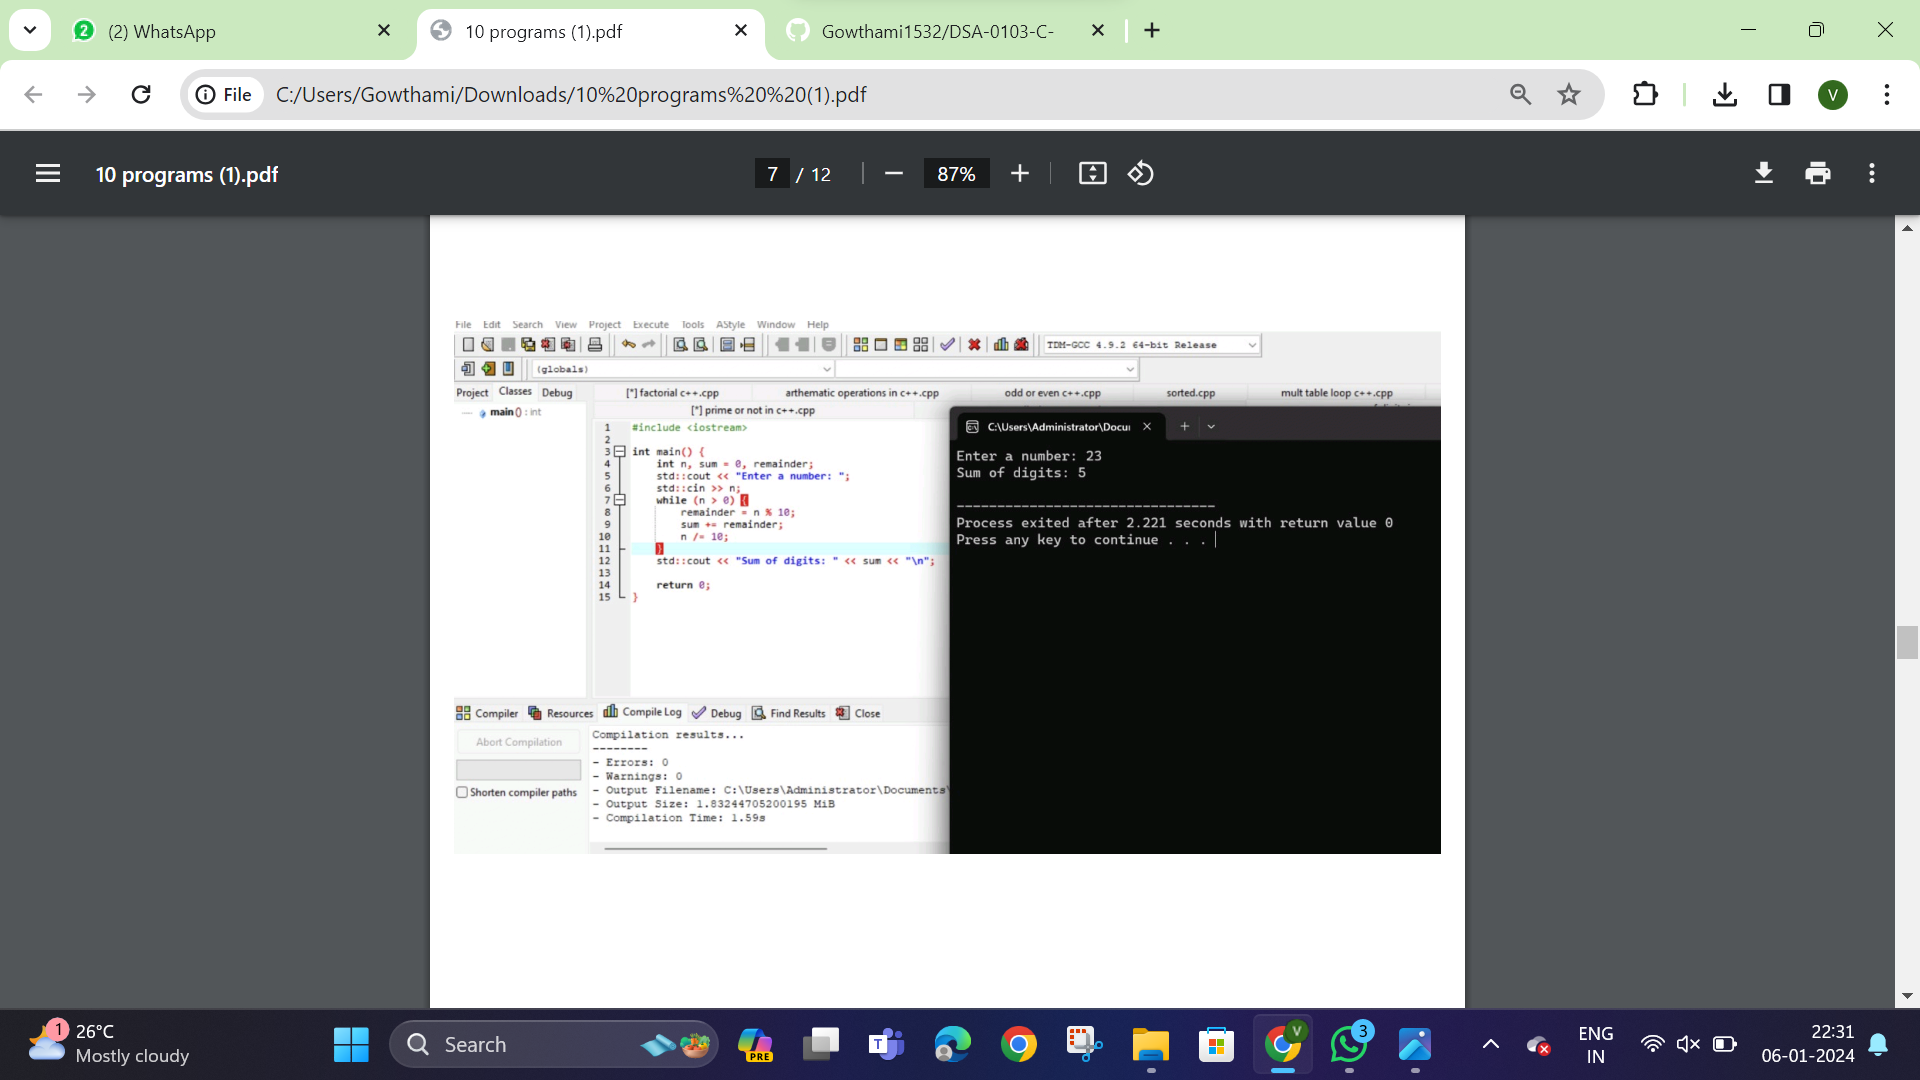 (2) WhatsApp
10 programs (1).pdf
Gowthami1532/DSA-0103-C-
File
C:/Users/Gowthami/Downloads/10%20programs%20%20(1).pdf
V
10 programs (1).pdf
7 / 12
87%
File Edit Search View Project Execute Tools AStyle Window Help
TDM-GCC 4.9.2 64-bit Release
(globals)
Project Classes Debug
[*] factorial c++.cpp arthematic operations in c++.cpp odd or even c++.cpp sorted.cpp mult table loop c++.cpp
[*] prime or not in c++.cpp
main() : int
1 #include <iostream>
2
3 int main() {
4 int n, sum = 0, remainder;
5 std::cout << "Enter a number: ";
6 std::cin >> n;
7 while (n > 0) {
8 remainder = n % 10;
9 sum += remainder;
10 n /= 10;
11 }
12 std::cout << "Sum of digits: " << sum << "\n";
13
14 return 0;
15 }
C:\Users\Administrator\Docu
Enter a number: 23
Sum of digits: 5
--------------------------------
Process exited after 2.221 seconds with return value 0
Press any key to continue . . .
Compiler Resources Compile Log Debug Find Results Close
Abort Compilation
Shorten compiler paths
Compilation results...
--------
- Errors: 0
- Warnings: 0
- Output Filename: C:\Users\Administrator\Documents\
- Output Size: 1.83244705200195 MiB
- Compilation Time: 1.59s
1
26°C
Mostly cloudy
Search
PRE
T
V
3
ENG
IN
22:31
06-01-2024